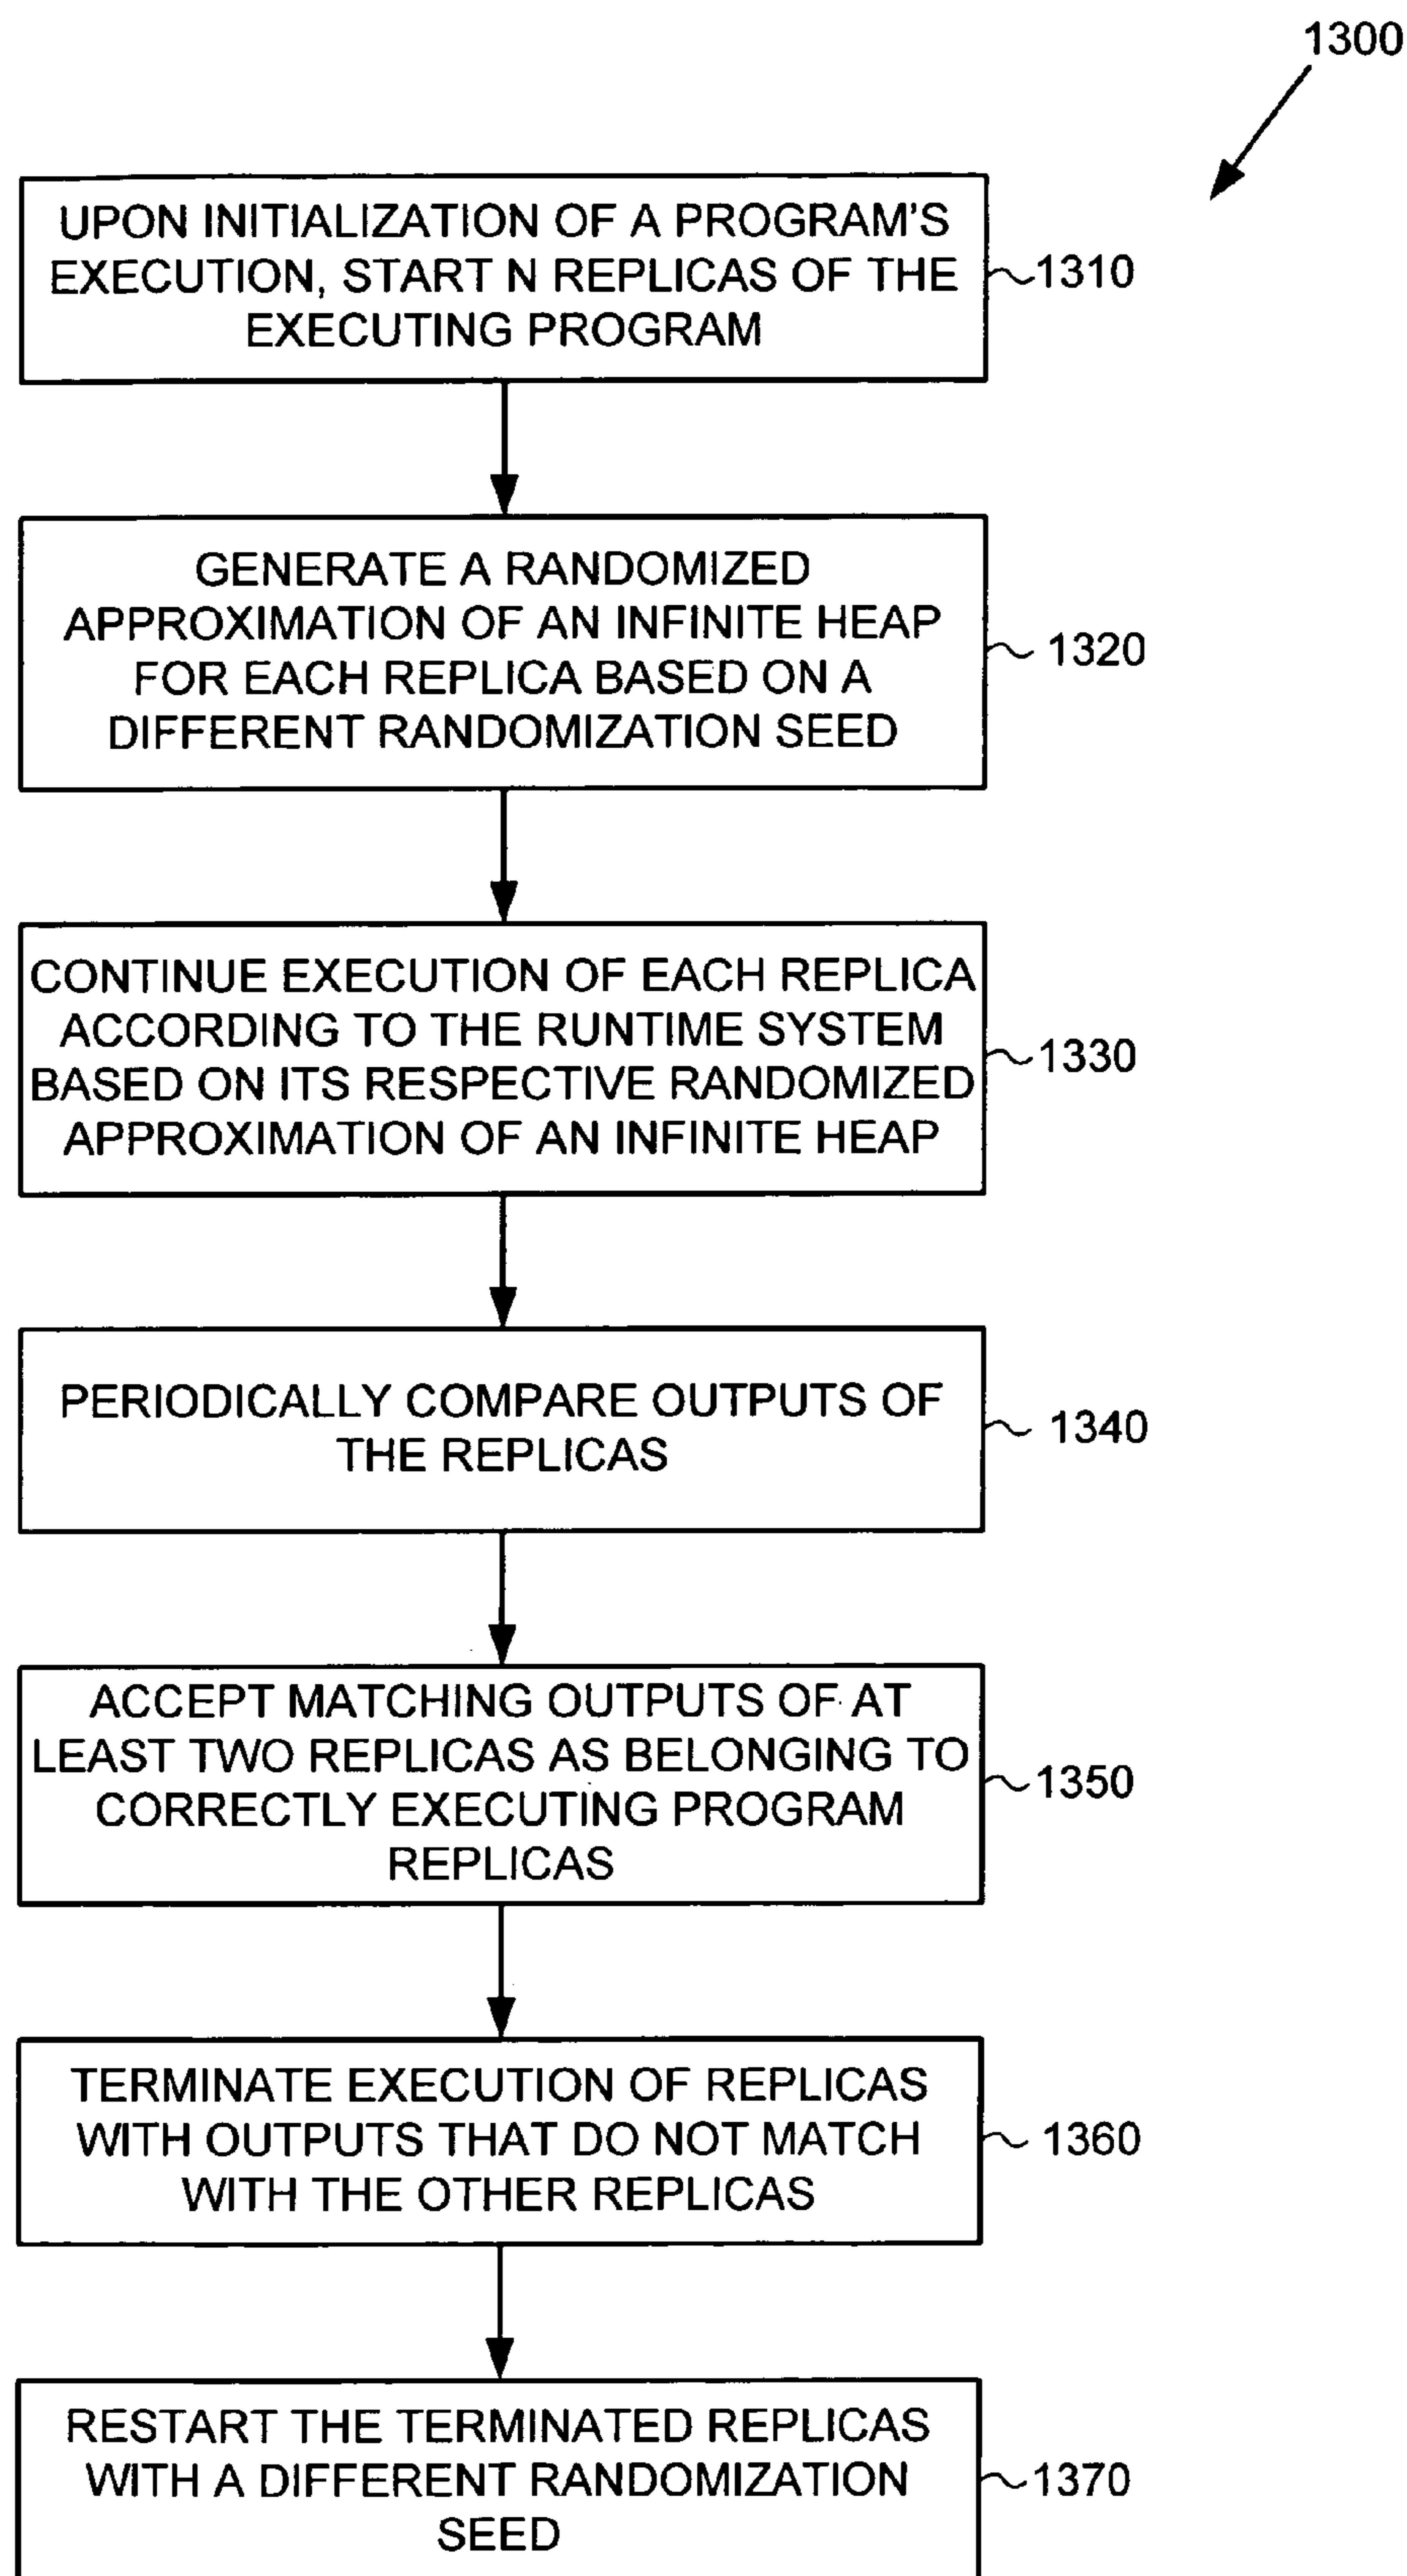 1300
UPON INITIALIZATION OF A PROGRAM'S
EXECUTION, START N REPLICAS OF THE
EXECUTING PROGRAM
1310
GENERATE A RANDOMIZED
APPROXIMATION OF AN INFINITE HEAP
FOR EACH REPLICA BASED ON A
DIFFERENT RANDOMIZATION SEED
1320
CONTINUE EXECUTION OF EACH REPLICA
ACCORDING TO THE RUNTIME SYSTEM
BASED ON ITS RESPECTIVE RANDOMIZED
APPROXIMATION OF AN INFINITE HEAP
1330
PERIODICALLY COMPARE OUTPUTS OF
THE REPLICAS
1340
ACCEPT MATCHING OUTPUTS OF AT
LEAST TWO REPLICAS AS BELONGING TO
CORRECTLY EXECUTING PROGRAM
REPLICAS
1350
TERMINATE EXECUTION OF REPLICAS
WITH OUTPUTS THAT DO NOT MATCH
WITH THE OTHER REPLICAS
1360
RESTART THE TERMINATED REPLICAS
WITH A DIFFERENT RANDOMIZATION
SEED
1370